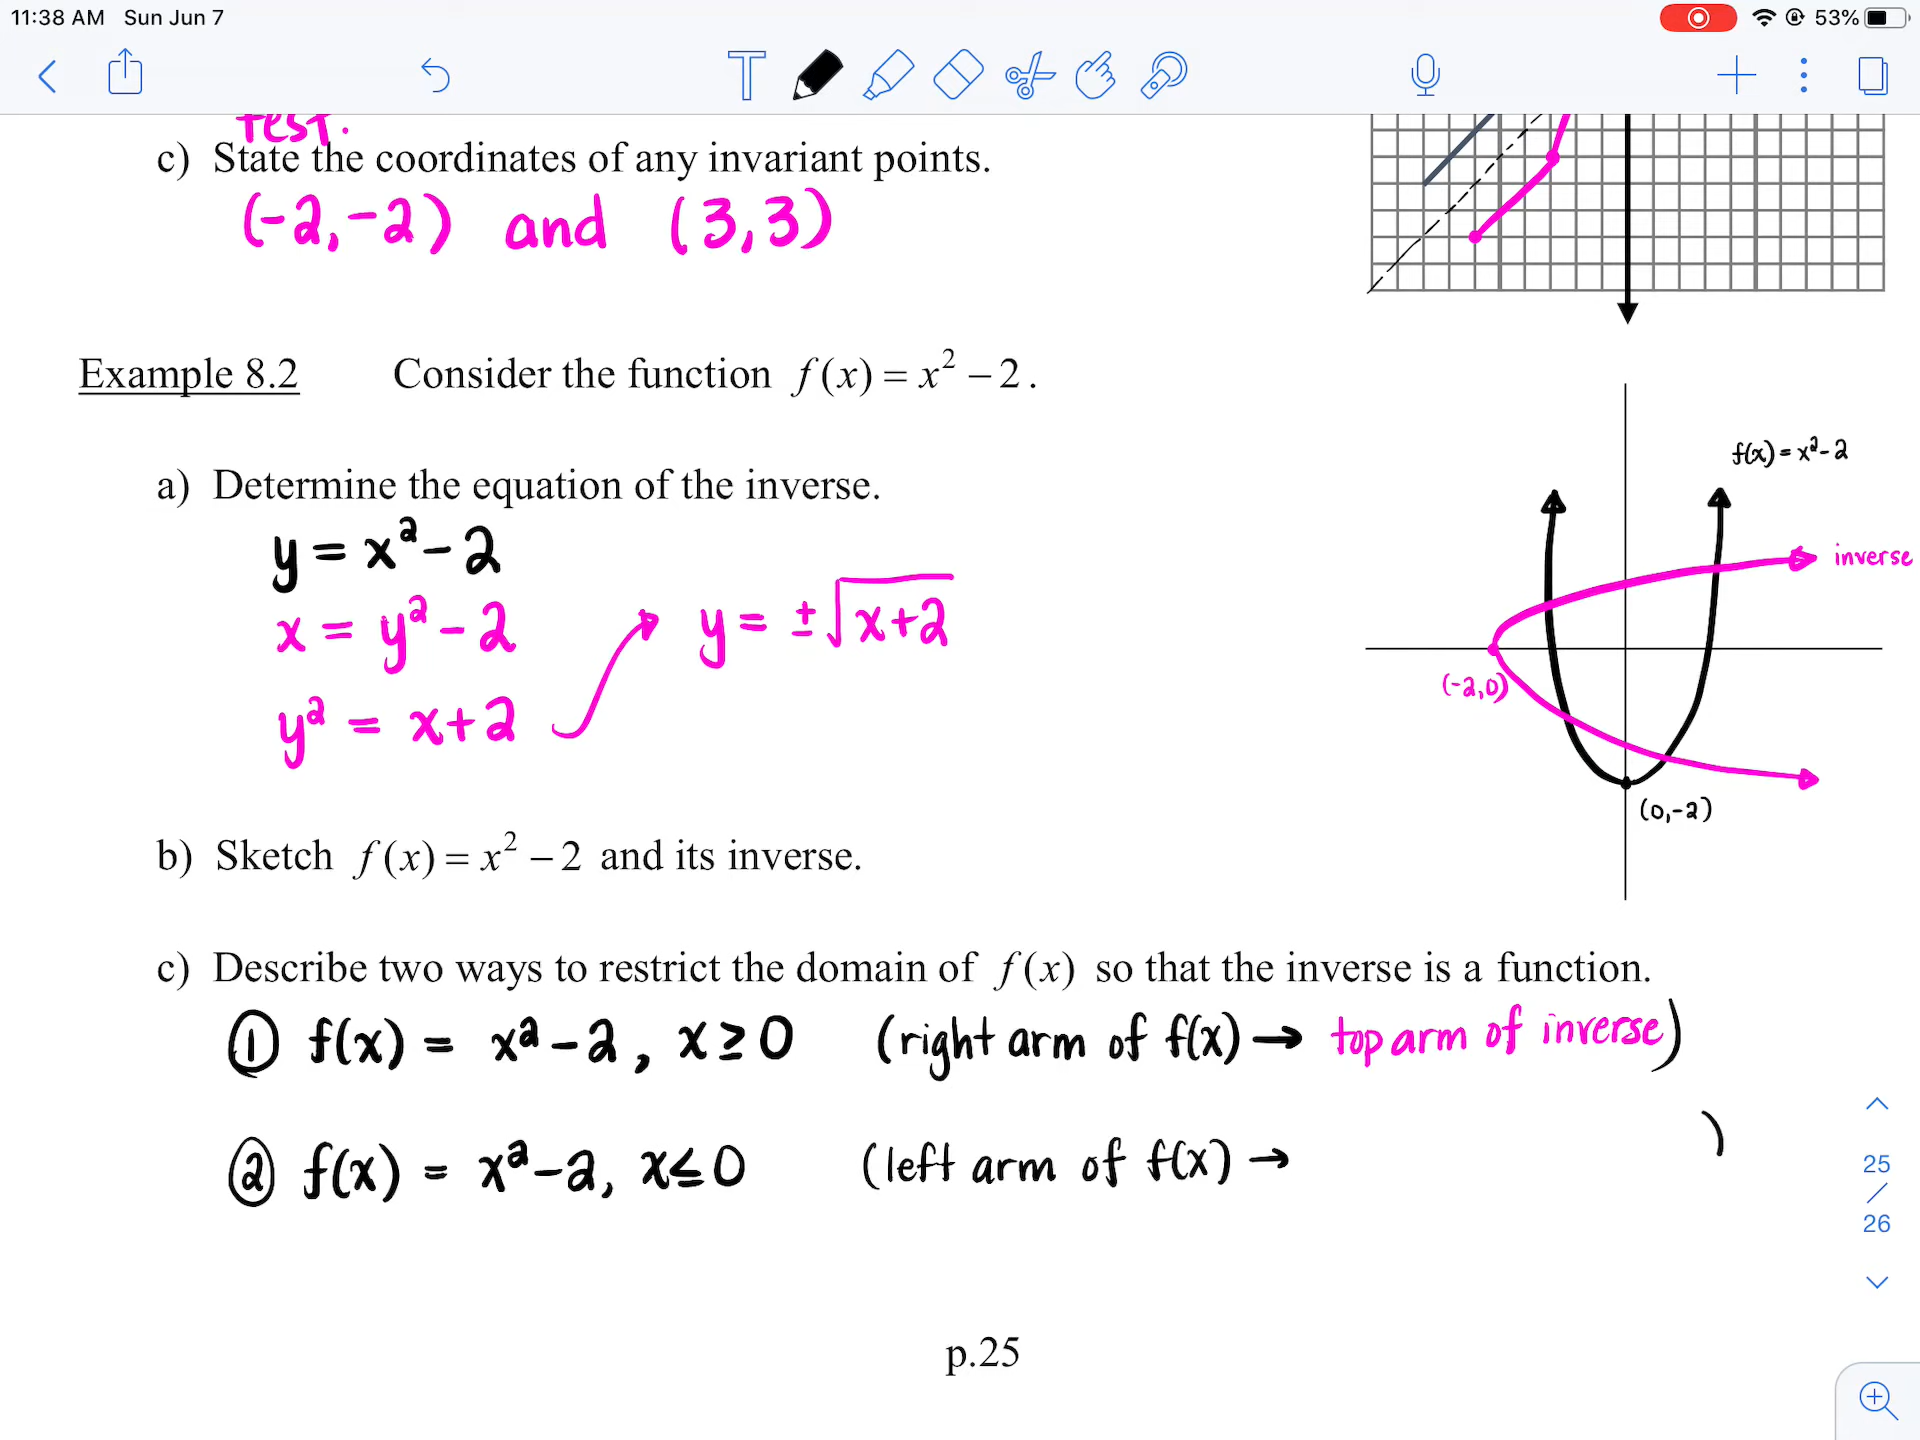 11:38 AM Sun Jun 7
53%
T
test.
c) State the coordinates of any invariant points.
(-2,-2) and (3,3)
Example 8.2 Consider the function f(x) = x² − 2.
f(x) = x² - 2
a) Determine the equation of the inverse.
y = x² - 2
inverse
x = y² - 2
y = ±√(x+2)
(-2,0)
y² = x+2
(0,-2)
b) Sketch f(x) = x² − 2 and its inverse.
c) Describe two ways to restrict the domain of f(x) so that the inverse is a function.
① f(x) = x² - 2, x ≥ 0 (right arm of f(x) → top arm of inverse)
② f(x) = x² - 2, x ≤ 0 (left arm of f(x) → )
25
/
26
p.25